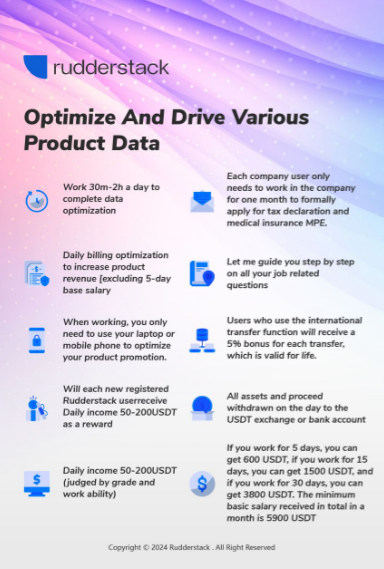 rudderstack
Optimize And Drive Various
Product Data
Work 30m-2h a day to
complete data
optimization
Each company user only
needs to work in the company
for one month to formally
apply for tax declaration and
medical insurance MPE.
Daily billing optimization
to increase product
revenue [excluding 5-day
base salary
Let me guide you step by step
on all your job related
questions
When working, you only
need to use your laptop or
mobile phone to optimize
your product promotion.
Users who use the international
transfer function will receive a
5% bonus for each transfer,
which is valid for life.
Will each new registered
Rudderstack userreceive
Daily income 50-200USDT
as a reward
All assets and proceed
withdrawn on the day to the
USDT exchange or bank account
Daily income 50-200USDT
(judged by grade and
work ability)
If you work for 5 days, you can
get 600 USDT, if you work for 15
days, you can get 1500 USDT, and
if you work for 30 days, you can
get 3800 USDT. The minimum
basic salary received in total in a
month is 5900 USDT
Copyright © 2024 Rudderstack . All Right Reserved